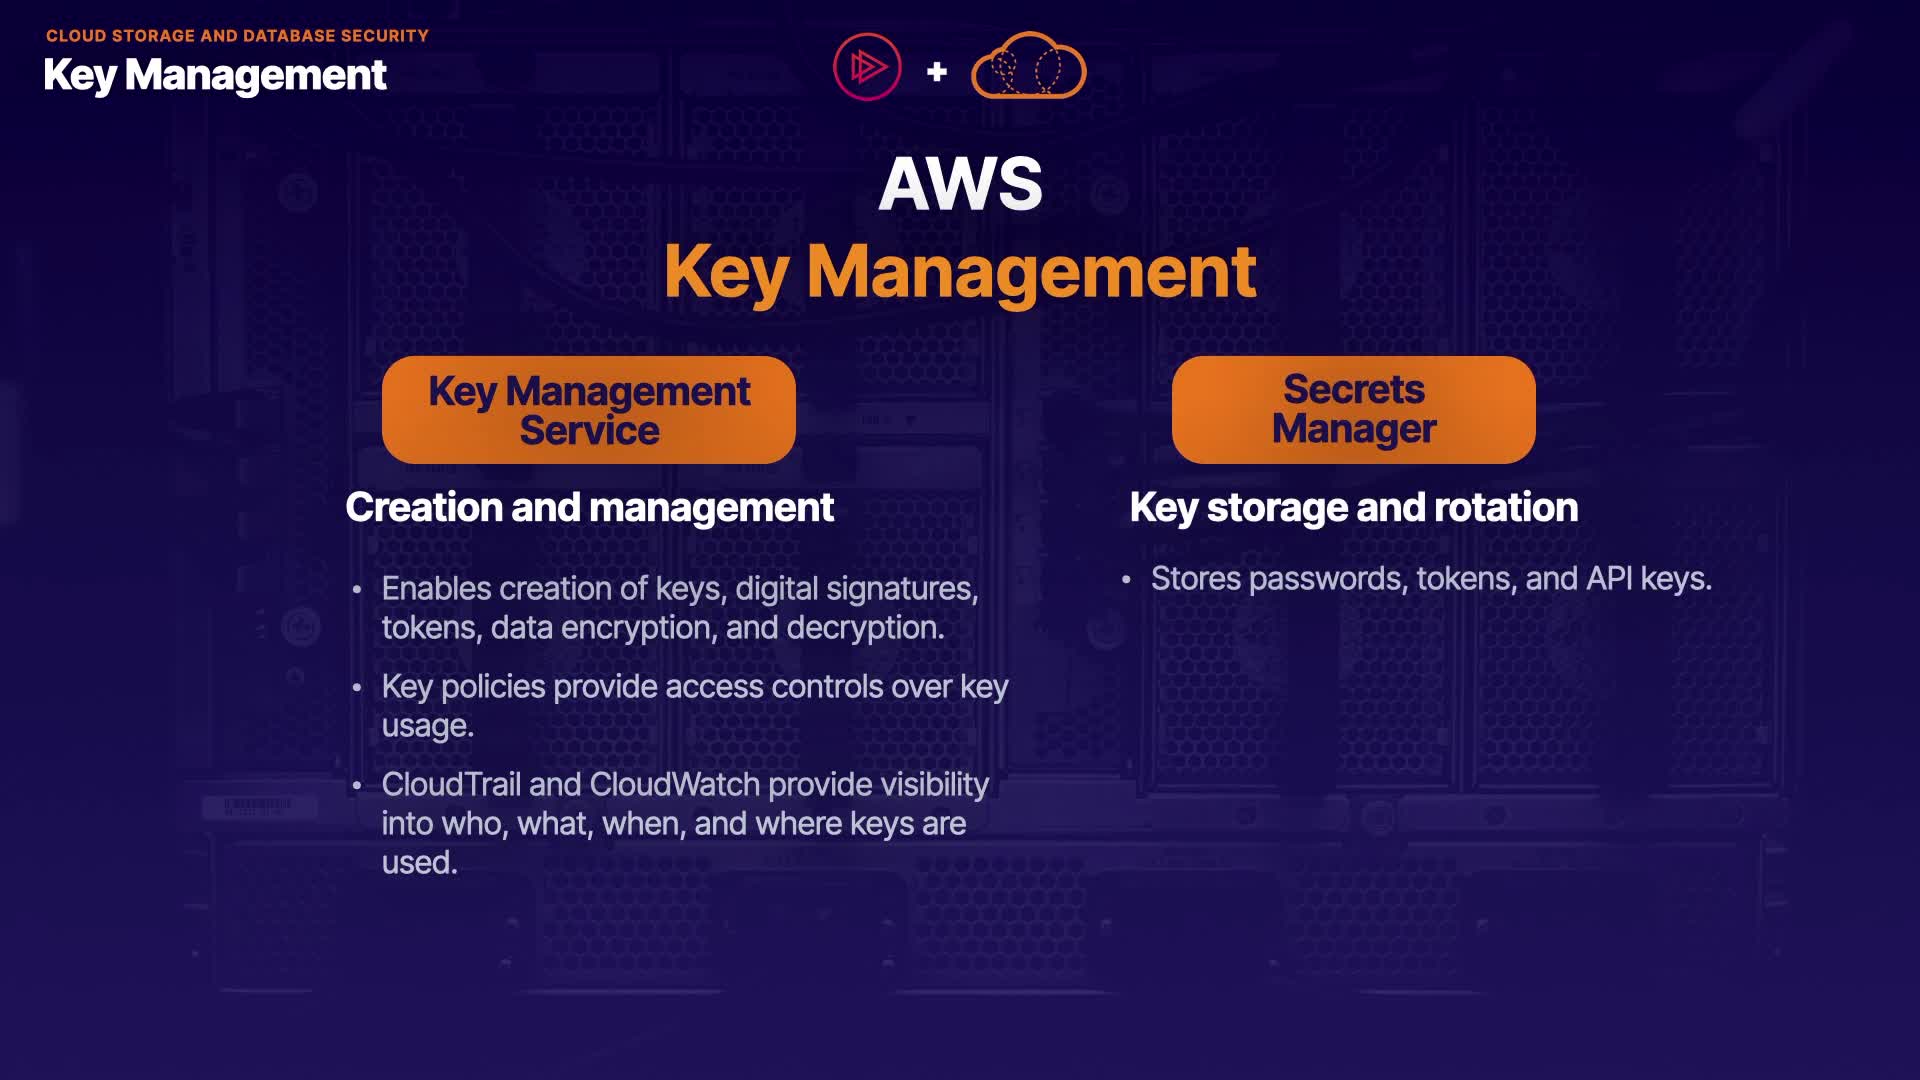 CLOUD STORAGE AND DATABASE SECURITY
Key Management
+
AWS
Key Management
Key Management
Service
Creation and management
• Enables creation of keys, digital signatures,
tokens, data encryption, and decryption.
• Key policies provide access controls over key
usage.
• CloudTrail and CloudWatch provide visibility
into who, what, when, and where keys are
used.
Secrets
Manager
Key storage and rotation
• Stores passwords, tokens, and API keys.